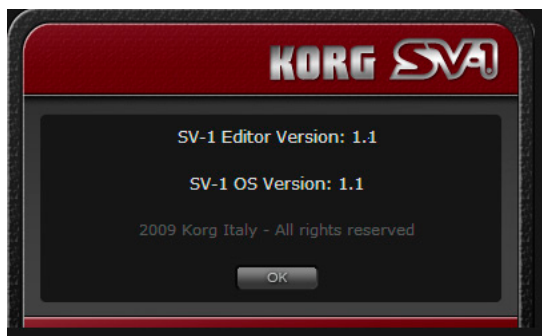 KORG SV-1
SV-1 Editor Version: 1.1
SV-1 OS Version: 1.1
2009 Korg Italy - All rights reserved
OK